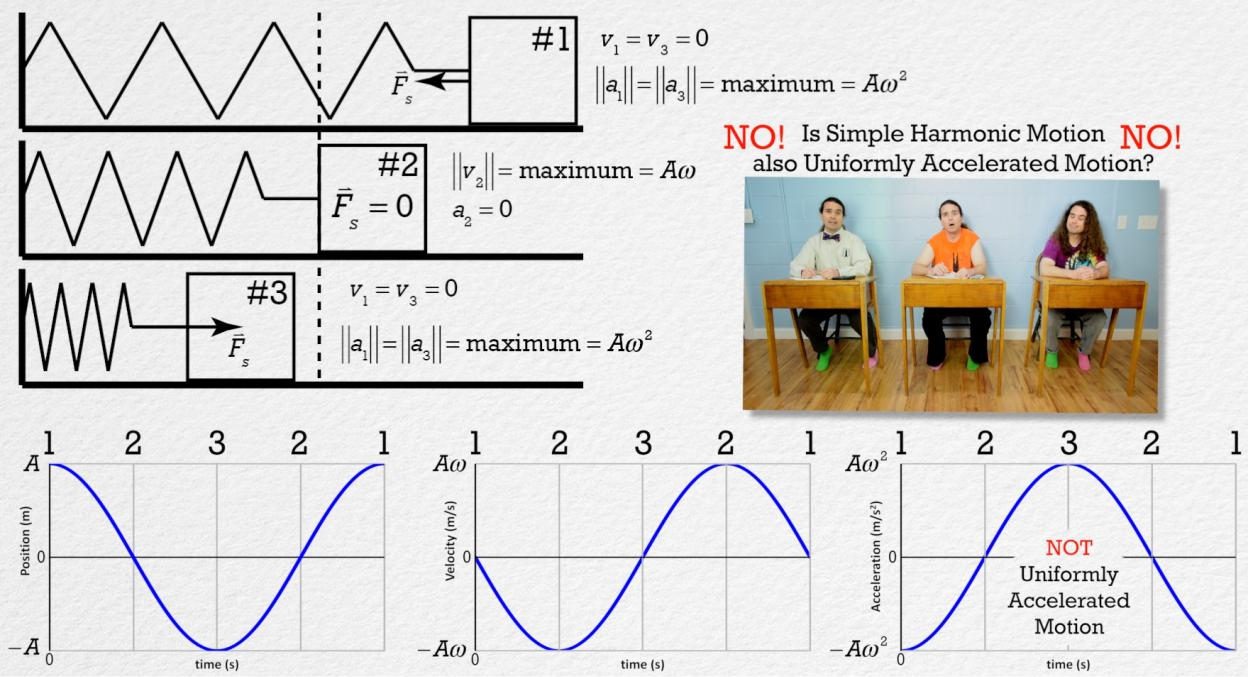 #1
F⃗ₛ
v₁ = v₃ = 0
||a₁|| = ||a₃|| = maximum = Aω²
NO! Is Simple Harmonic Motion NO!
also Uniformly Accelerated Motion?
#2
F⃗ₛ = 0
||v₂|| = maximum = Aω
a₂ = 0
#3
F⃗ₛ
v₁ = v₃ = 0
||a₁|| = ||a₃|| = maximum = Aω²
1 2 3 2 1
A
0
-A
Position (m)
0
time (s)
1 2 3 2 1
Aω
0
-Aω
Velocity (m/s)
0
time (s)
1 2 3 2 1
Aω²
0
-Aω²
Acceleration (m/s²)
NOT
Uniformly
Accelerated
Motion
0
time (s)